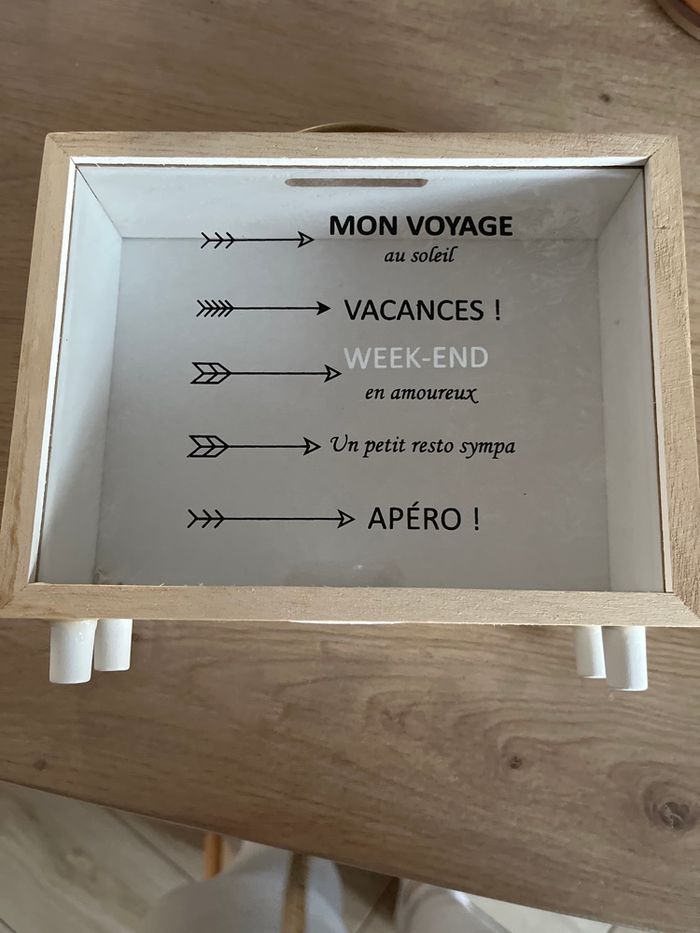 MON VOYAGE
au soleil
VACANCES !
WEEK-END
en amoureux
Un petit resto sympa
APÉRO !